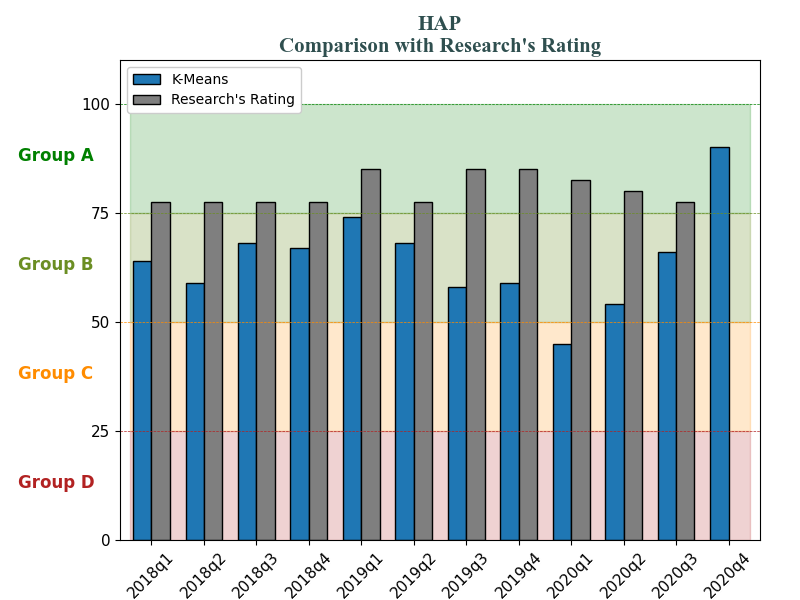 HAP
Comparison with Research's Rating
K-Means
Research's Rating
100
Group A
75
Group B
50
Group C
25
Group D
0
2018q1
2018q2
2018q3
2018q4
2019q1
2019q2
2019q3
2019q4
2020q1
2020q2
2020q3
2020q4